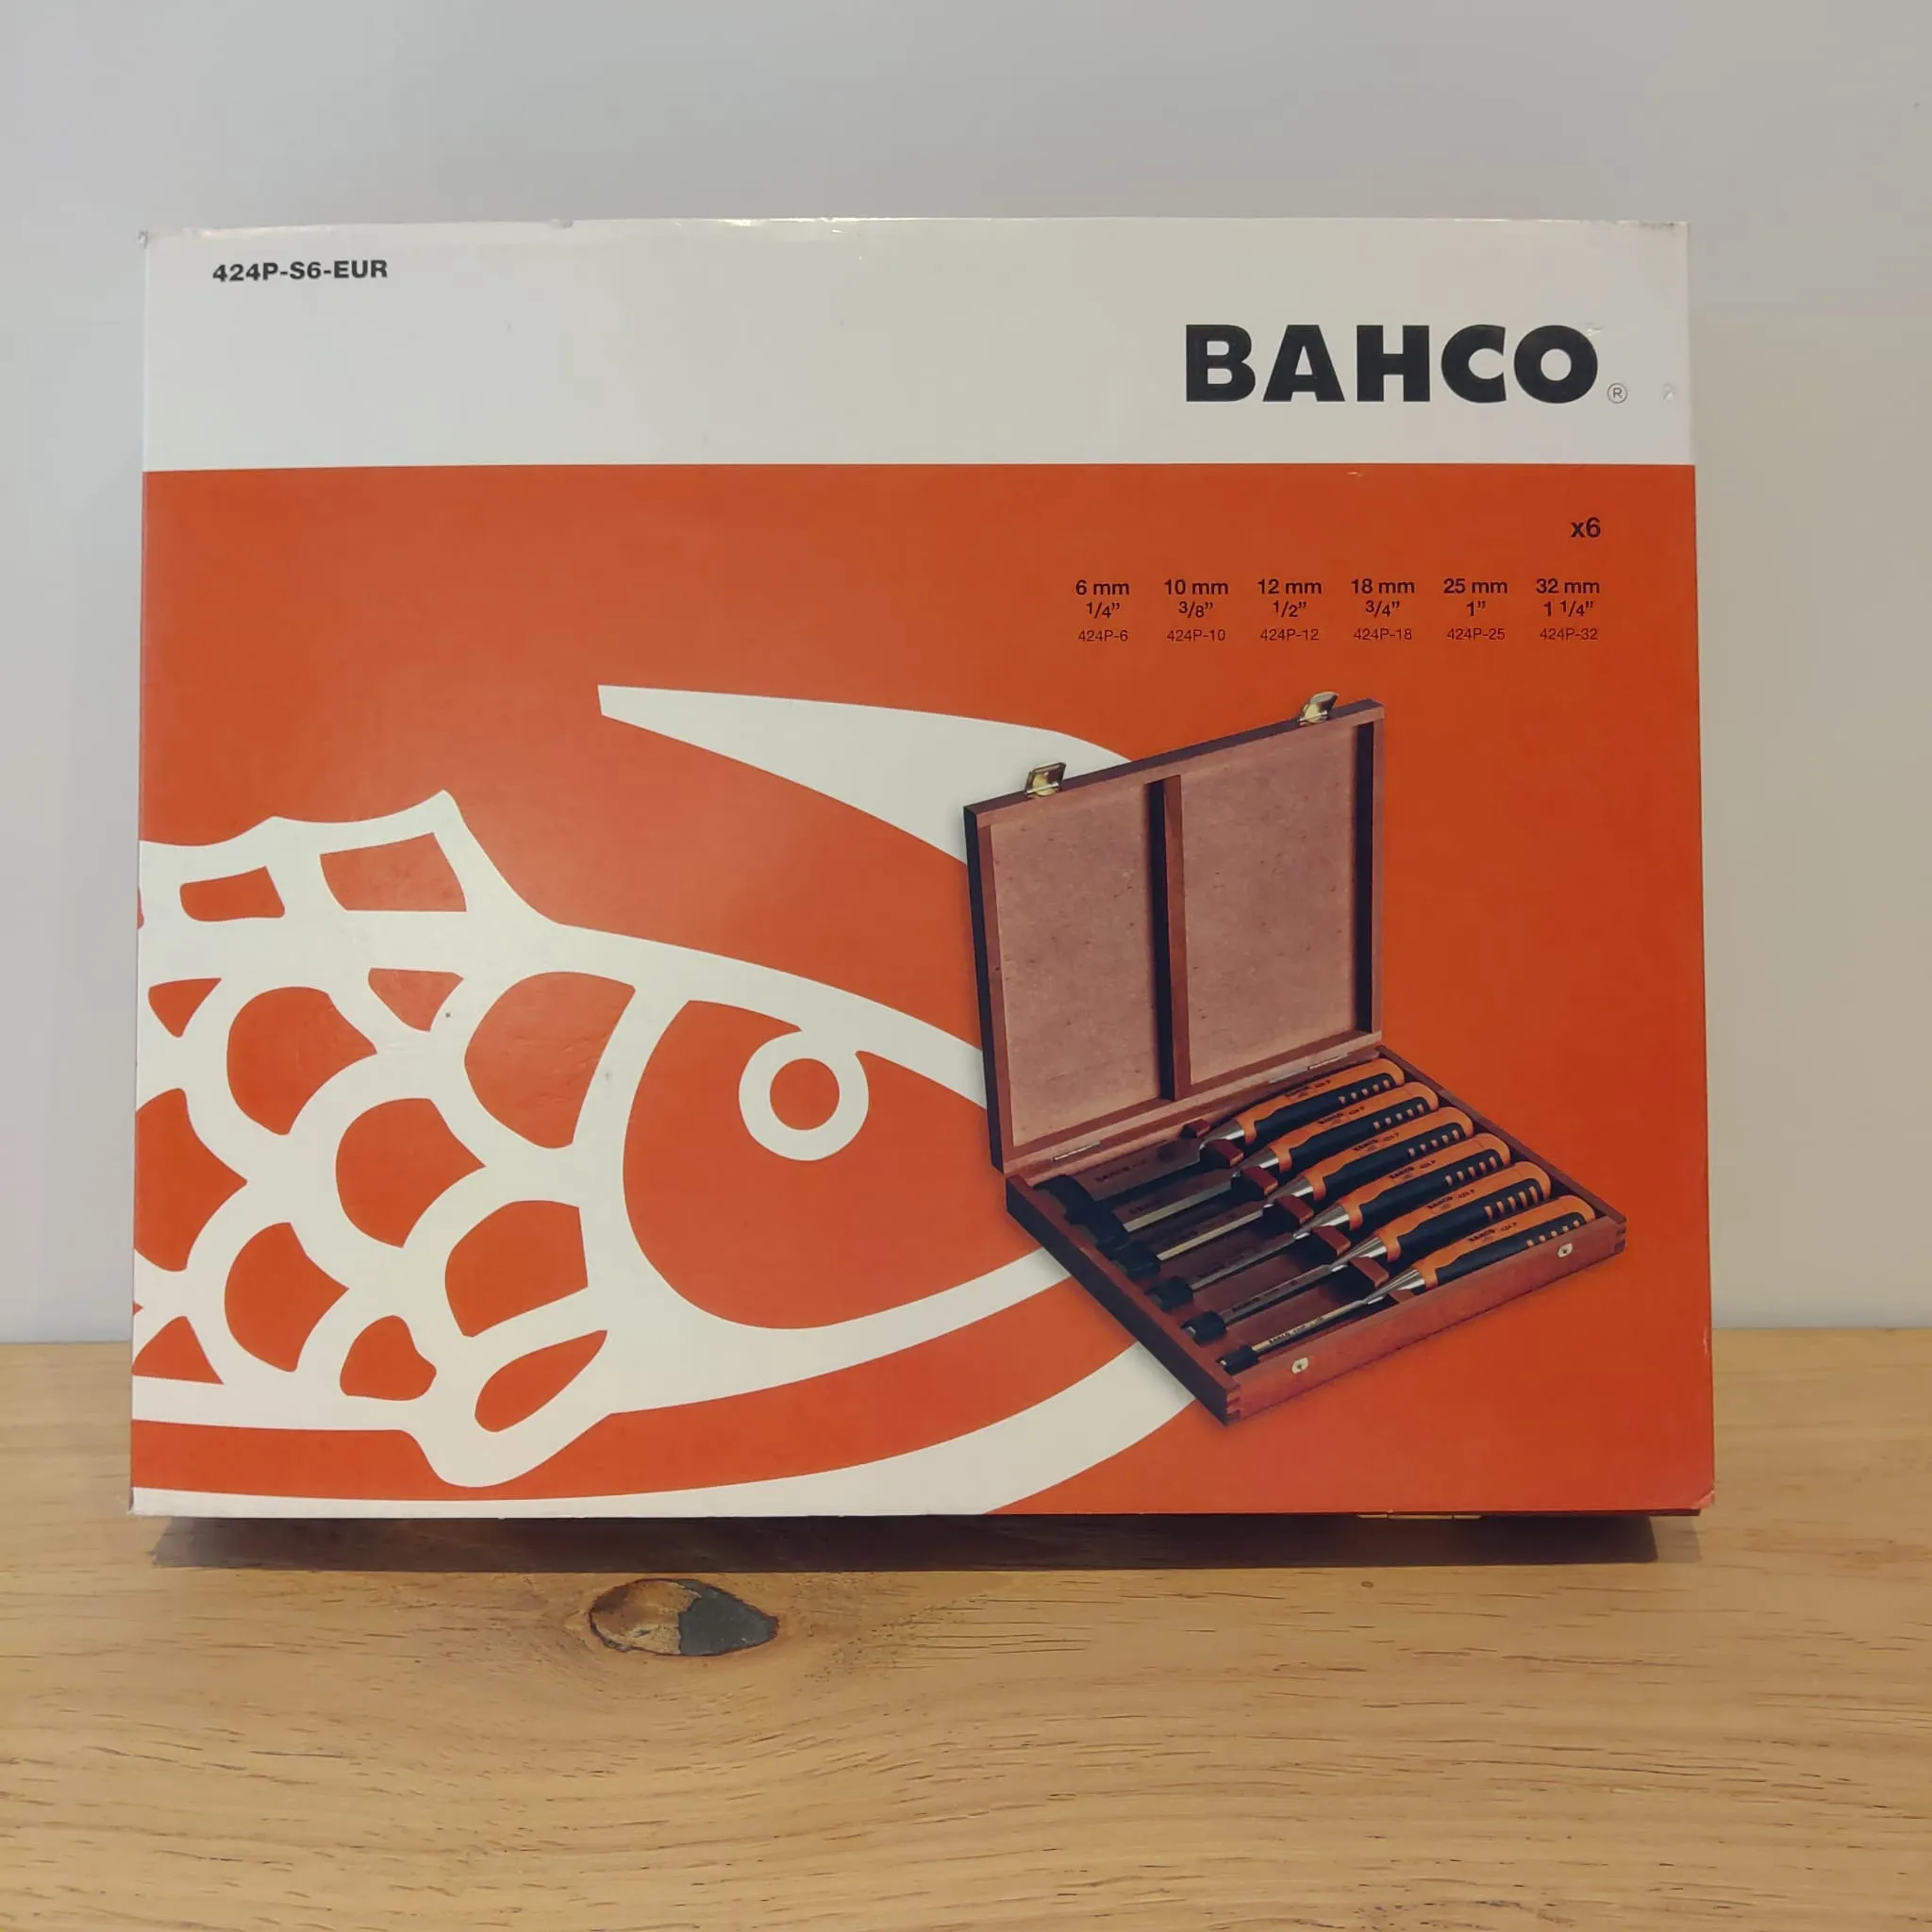 424P-S6-EUR
BAHCO®
x6
6 mm 10 mm 12 mm 18 mm 25 mm 32 mm
1/4” 3/8” 1/2” 3/4” 1” 1 1/4”
424P-6 424P-10 424P-12 424P-18 424P-25 424P-32